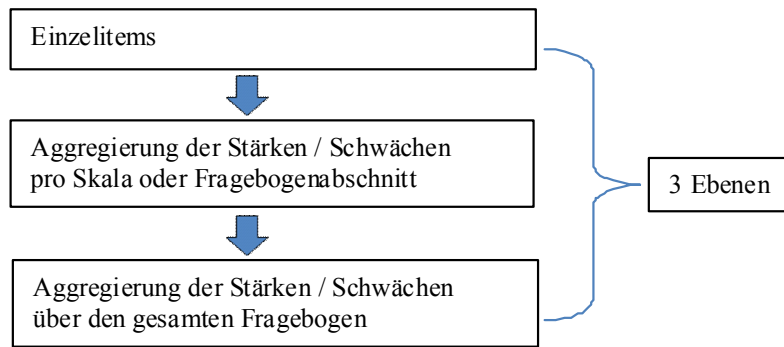 Einzelitems
Aggregierung der Stärken / Schwächen
pro Skala oder Fragebogenabschnitt
3 Ebenen
Aggregierung der Stärken / Schwächen
über den gesamten Fragebogen